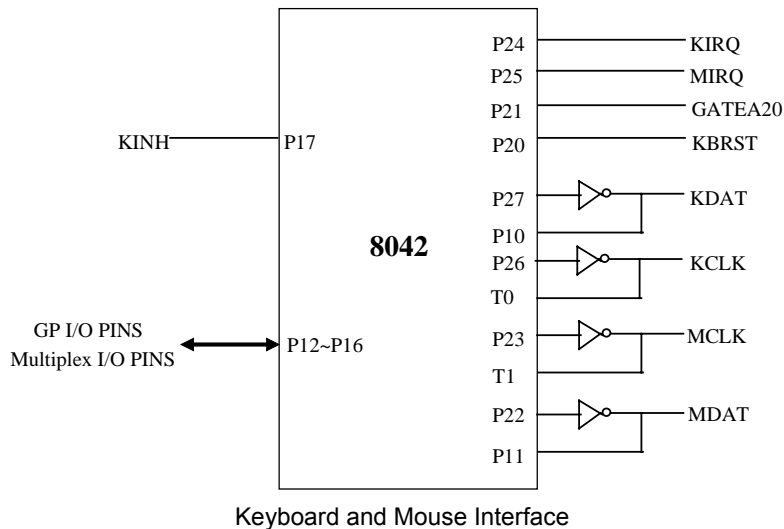 P24 KIRQ
P25 MIRQ
P21 GATEA20
KINH P17 P20 KBRST
P27 KDAT
P10
8042
P26 KCLK
T0
GP I/O PINS
Multiplex I/O PINS
P12~P16
P23 MCLK
T1
P22 MDAT
P11
Keyboard and Mouse Interface